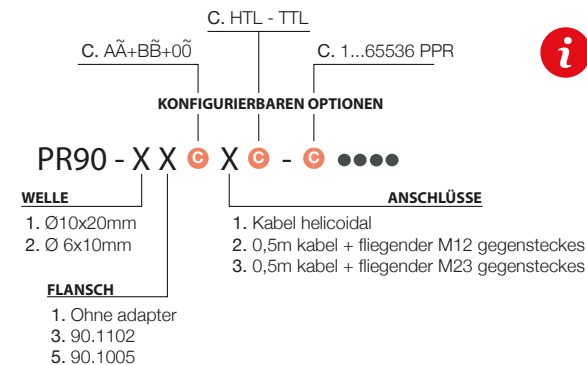 C. HTL - TTL
C. AÃ+BB̃+00̃
C. 1...65536 PPR
i
KONFIGURIERBAREN OPTIONEN
PR90 - X X C X C - C ●●●●
WELLE
1. Ø10x20mm
2. Ø 6x10mm
ANSCHLÜSSE
1. Kabel helicoidal
2. 0,5m kabel + fliegender M12 gegensteckes
3. 0,5m kabel + fliegender M23 gegensteckes
FLANSCH
1. Ohne adapter
3. 90.1102
5. 90.1005